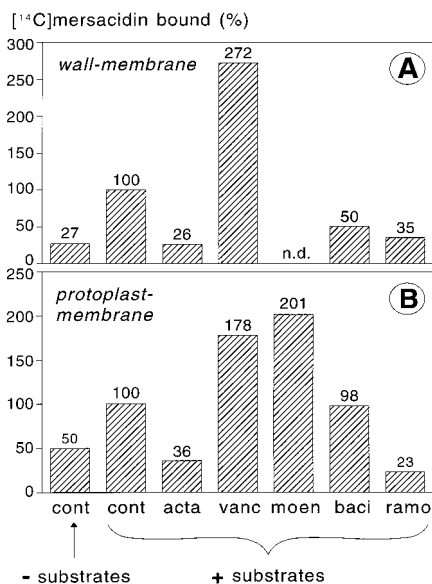 [¹⁴C]mersacidin bound (%)
300
wall-membrane
272
A
250
200
150
100
100
50
27
26
n.d.
50
35
0
protoplast-
membrane
B
200
178
201
150
100
100
98
50
50
36
23
0
cont cont acta vanc moen baci ramo
- substrates + substrates